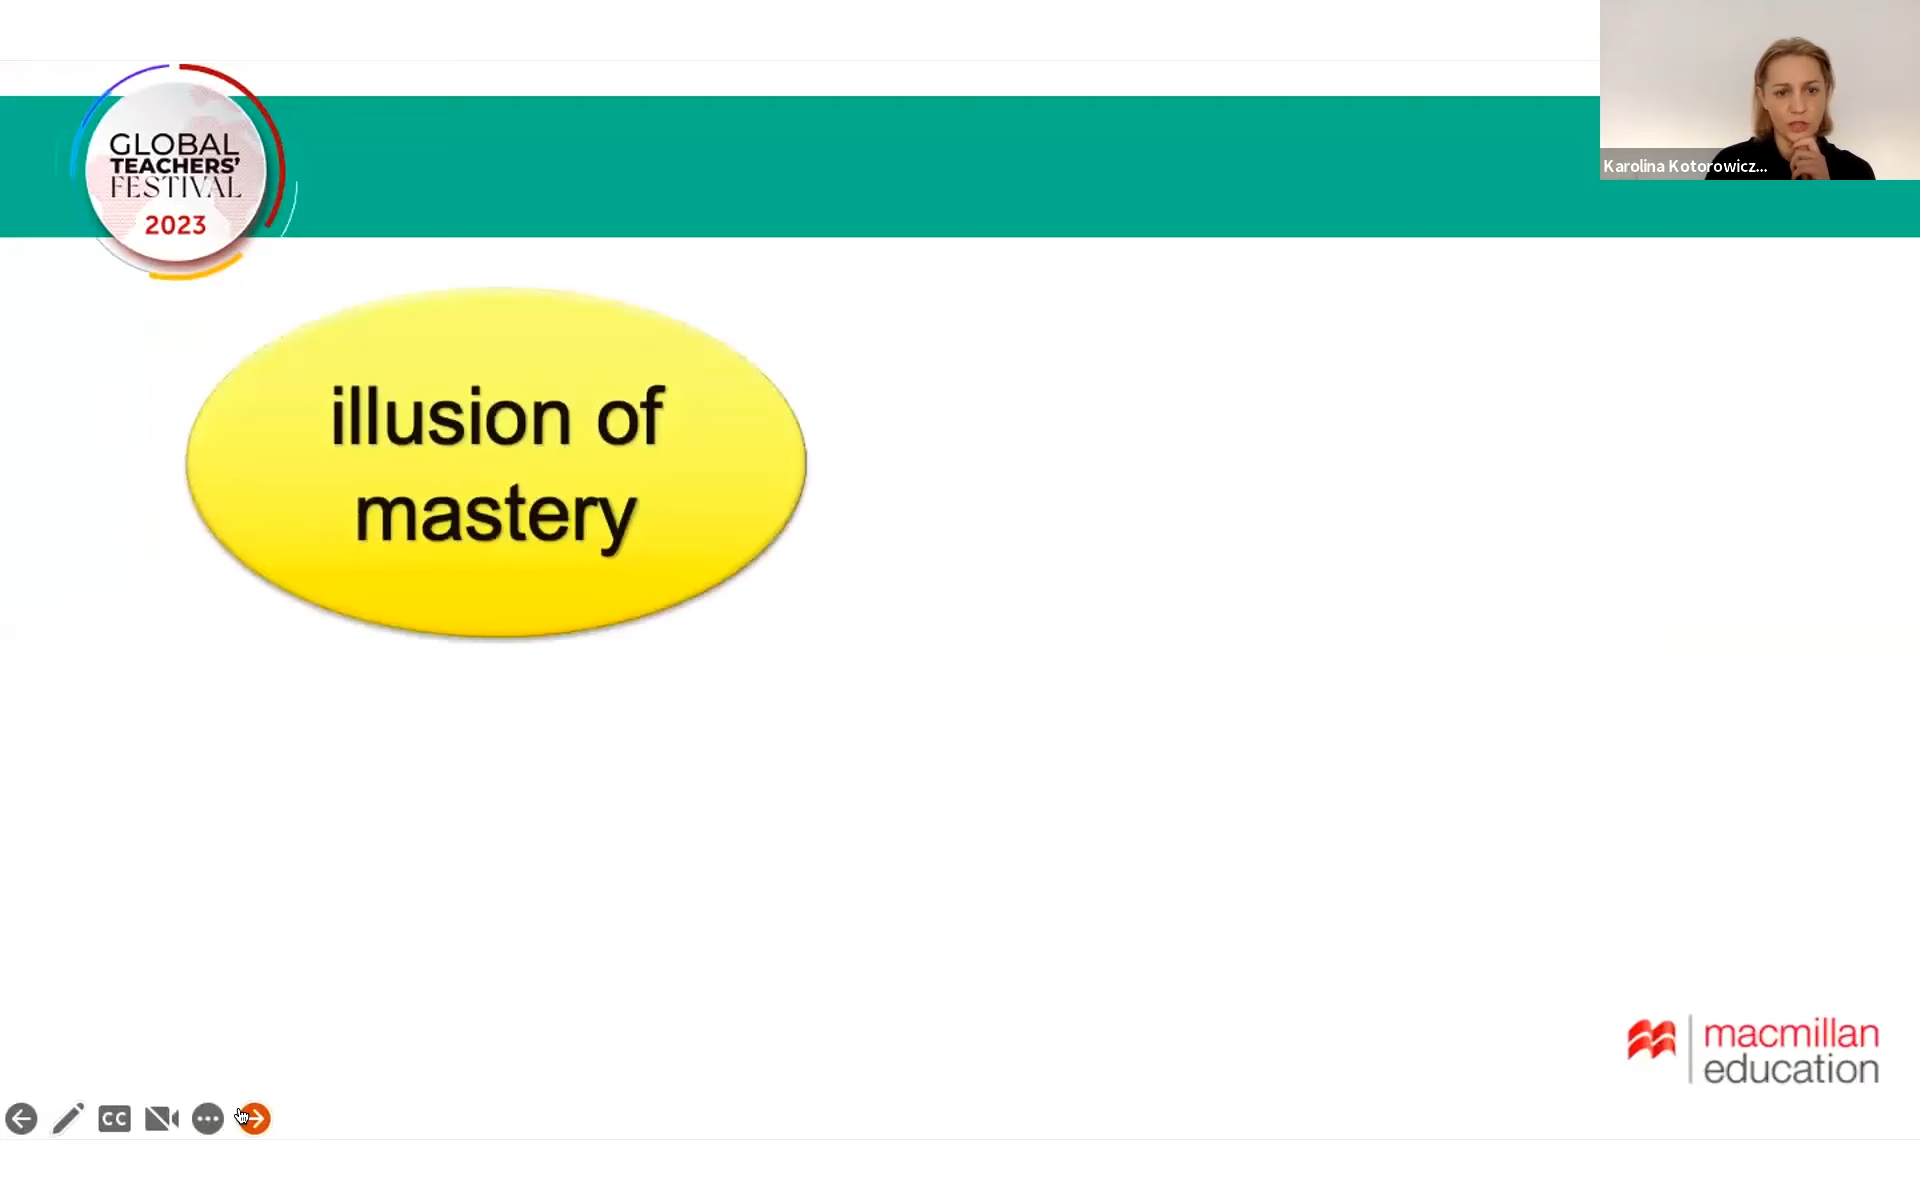 GLOBAL
TEACHERS'
FESTIVAL
2023
Karolina Kotorowicz...
illusion of
mastery
macmillan
education
CC